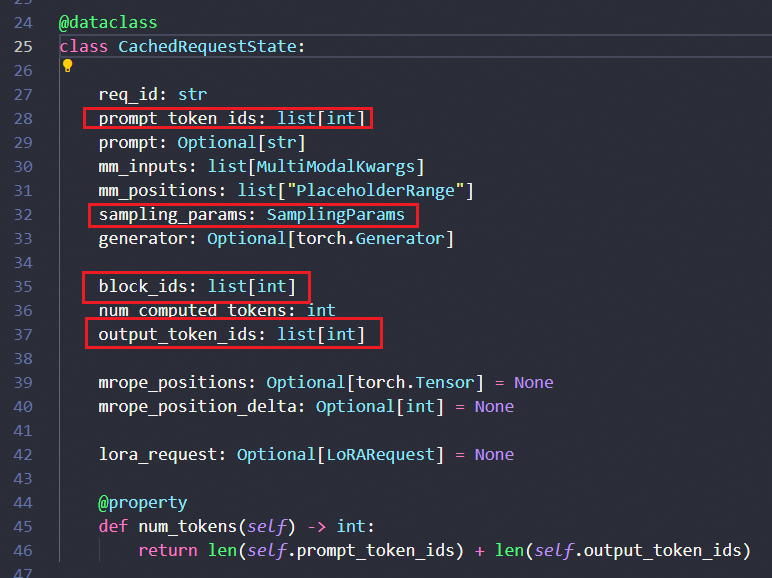 24 @dataclass
25 class CachedRequestState:
26
27     req_id: str
28     prompt_token_ids: list[int]
29     prompt: Optional[str]
30     mm_inputs: list[MultiModalKwargs]
31     mm_positions: list["PlaceholderRange"]
32     sampling_params: SamplingParams
33     generator: Optional[torch.Generator]
34
35     block_ids: list[int]
36     num_computed_tokens: int
37     output_token_ids: list[int]
38
39     mrope_positions: Optional[torch.Tensor] = None
40     mrope_position_delta: Optional[int] = None
41
42     lora_request: Optional[LoRARequest] = None
43
44     @property
45     def num_tokens(self) -> int:
46         return len(self.prompt_token_ids) + len(self.output_token_ids)
47